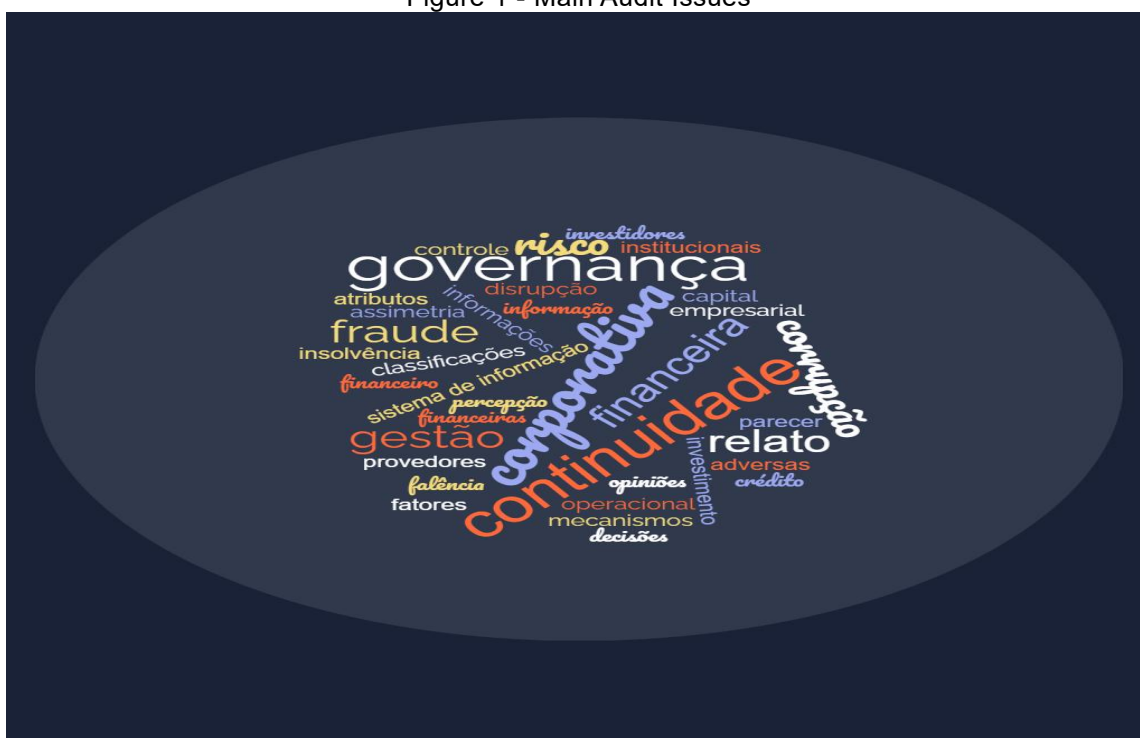 Figure 1 - Main Audit Issues
investidores
controle
risco
institucionais
governança
disrupção
informações
capital
atributos
assimetria
informação
empresarial
fraude
corporativa
financeira
corrupção
insolvência
classificações
financeiro
sistema de informação
percepção
financeiras
continuidade
gestão
parecer
relato
provedores
investimento
adversas
falência
opiniões
crédito
fatores
operacional
mecanismos
decisões